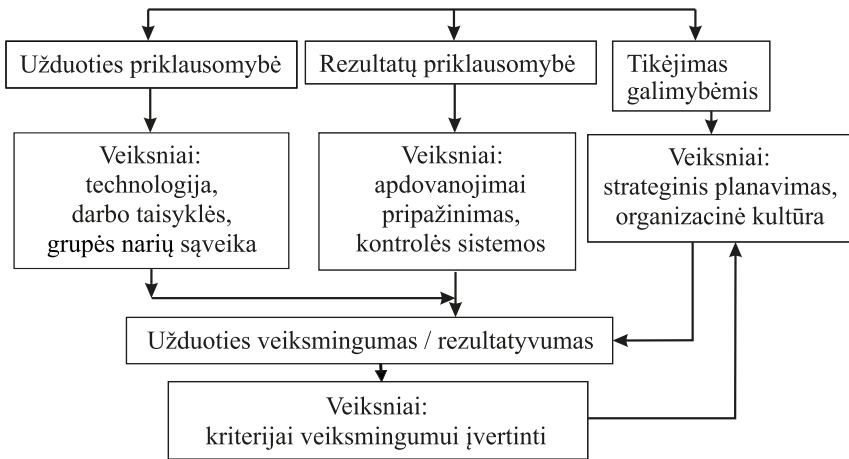 Užduoties priklausomybė
Rezultatų priklausomybė
Tikėjimas
galimybėmis
Veiksniai:
technologija,
darbo taisyklės,
grupės narių sąveika
Veiksniai:
apdovanojimai
pripažinimas,
kontrolės sistemos
Veiksniai:
strateginis planavimas,
organizacinė kultūra
Užduoties veiksmingumas / rezultatyvumas
Veiksniai:
kriterijai veiksmingumui įvertinti